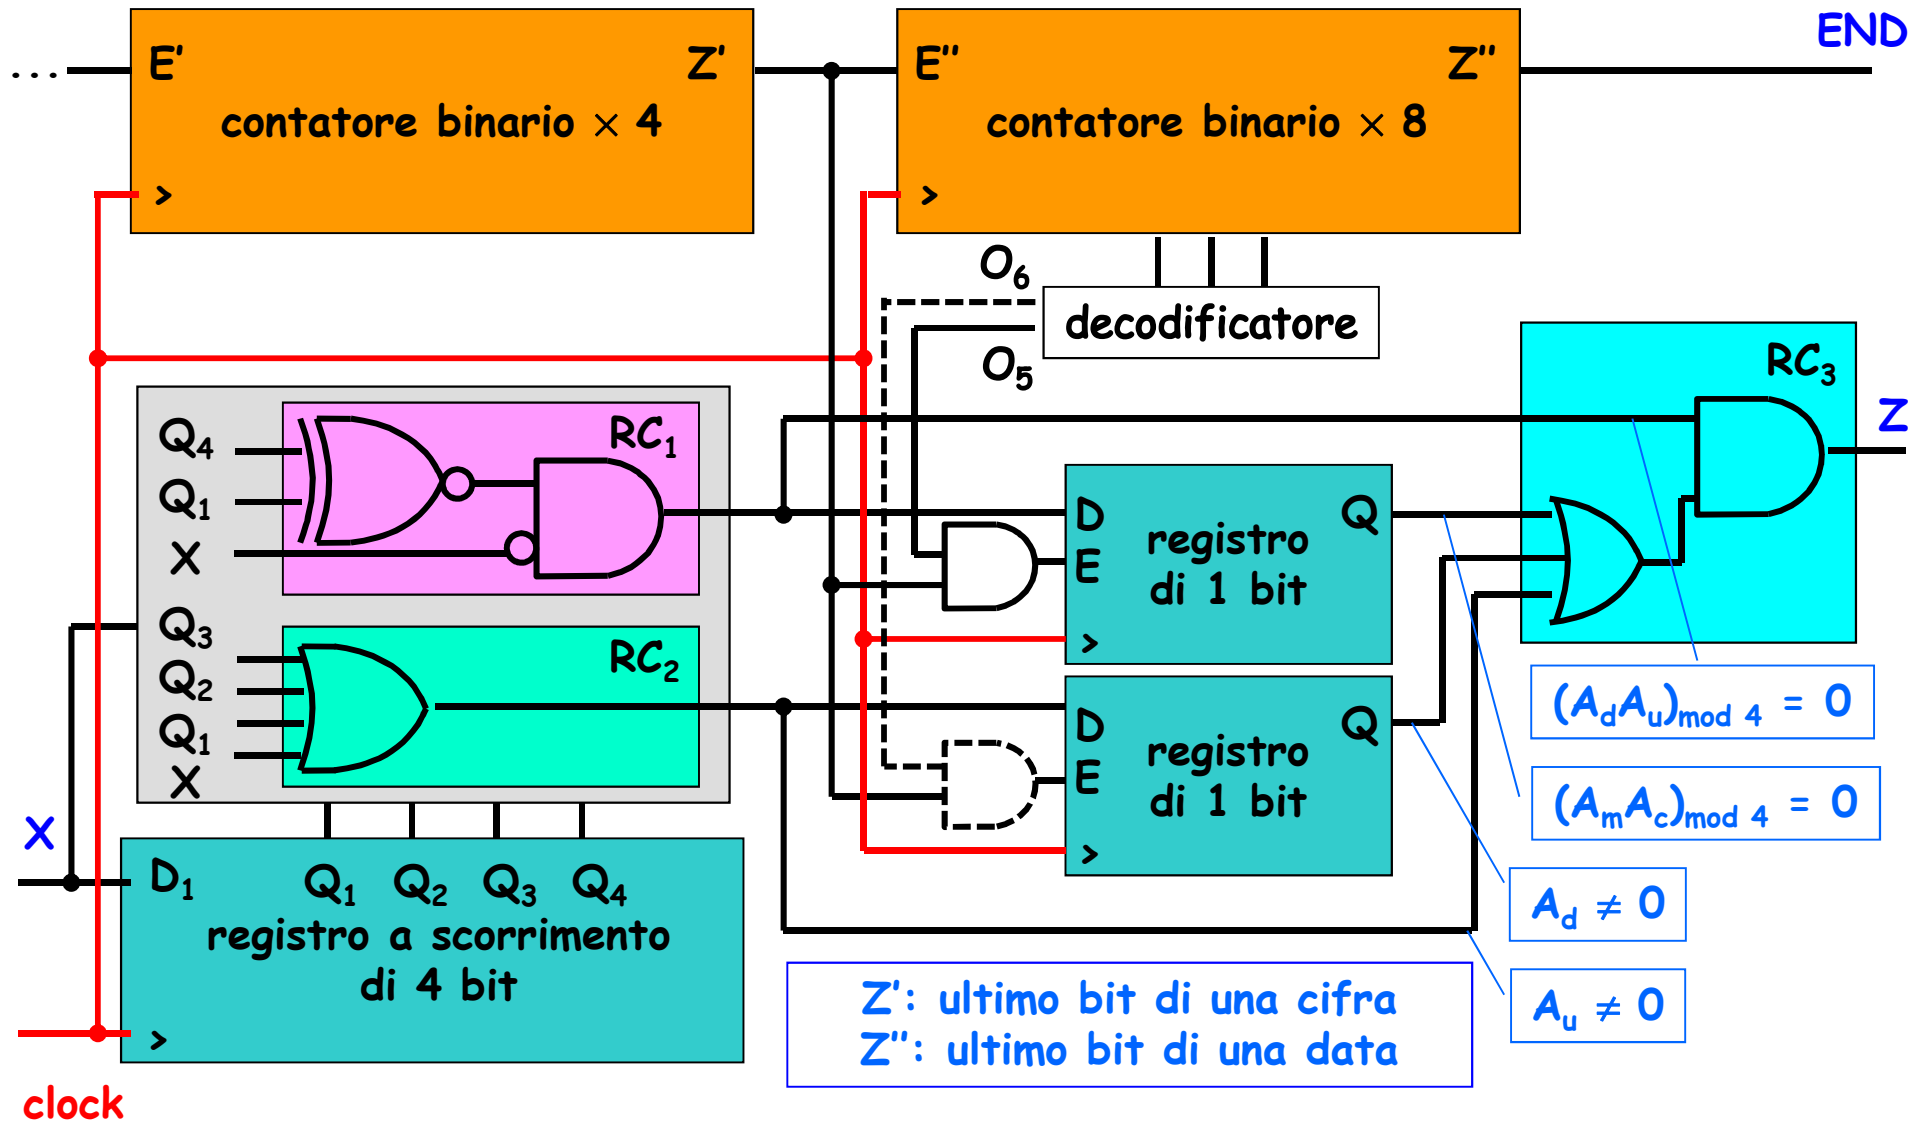 END
...
E'
Z'
contatore binario × 4
>
E''
Z''
contatore binario × 8
>
O6
O5
decodificatore
RC3
Z
Q4
Q1
X
RC1
Q3
Q2
Q1
X
RC2
D
E
>
Q
registro
di 1 bit
D
E
>
Q
registro
di 1 bit
(AdAu)mod 4 = 0
(AmAc)mod 4 = 0
Ad ≠ 0
Au ≠ 0
X
D1
Q1 Q2 Q3 Q4
registro a scorrimento
di 4 bit
>
clock
Z': ultimo bit di una cifra
Z'': ultimo bit di una data